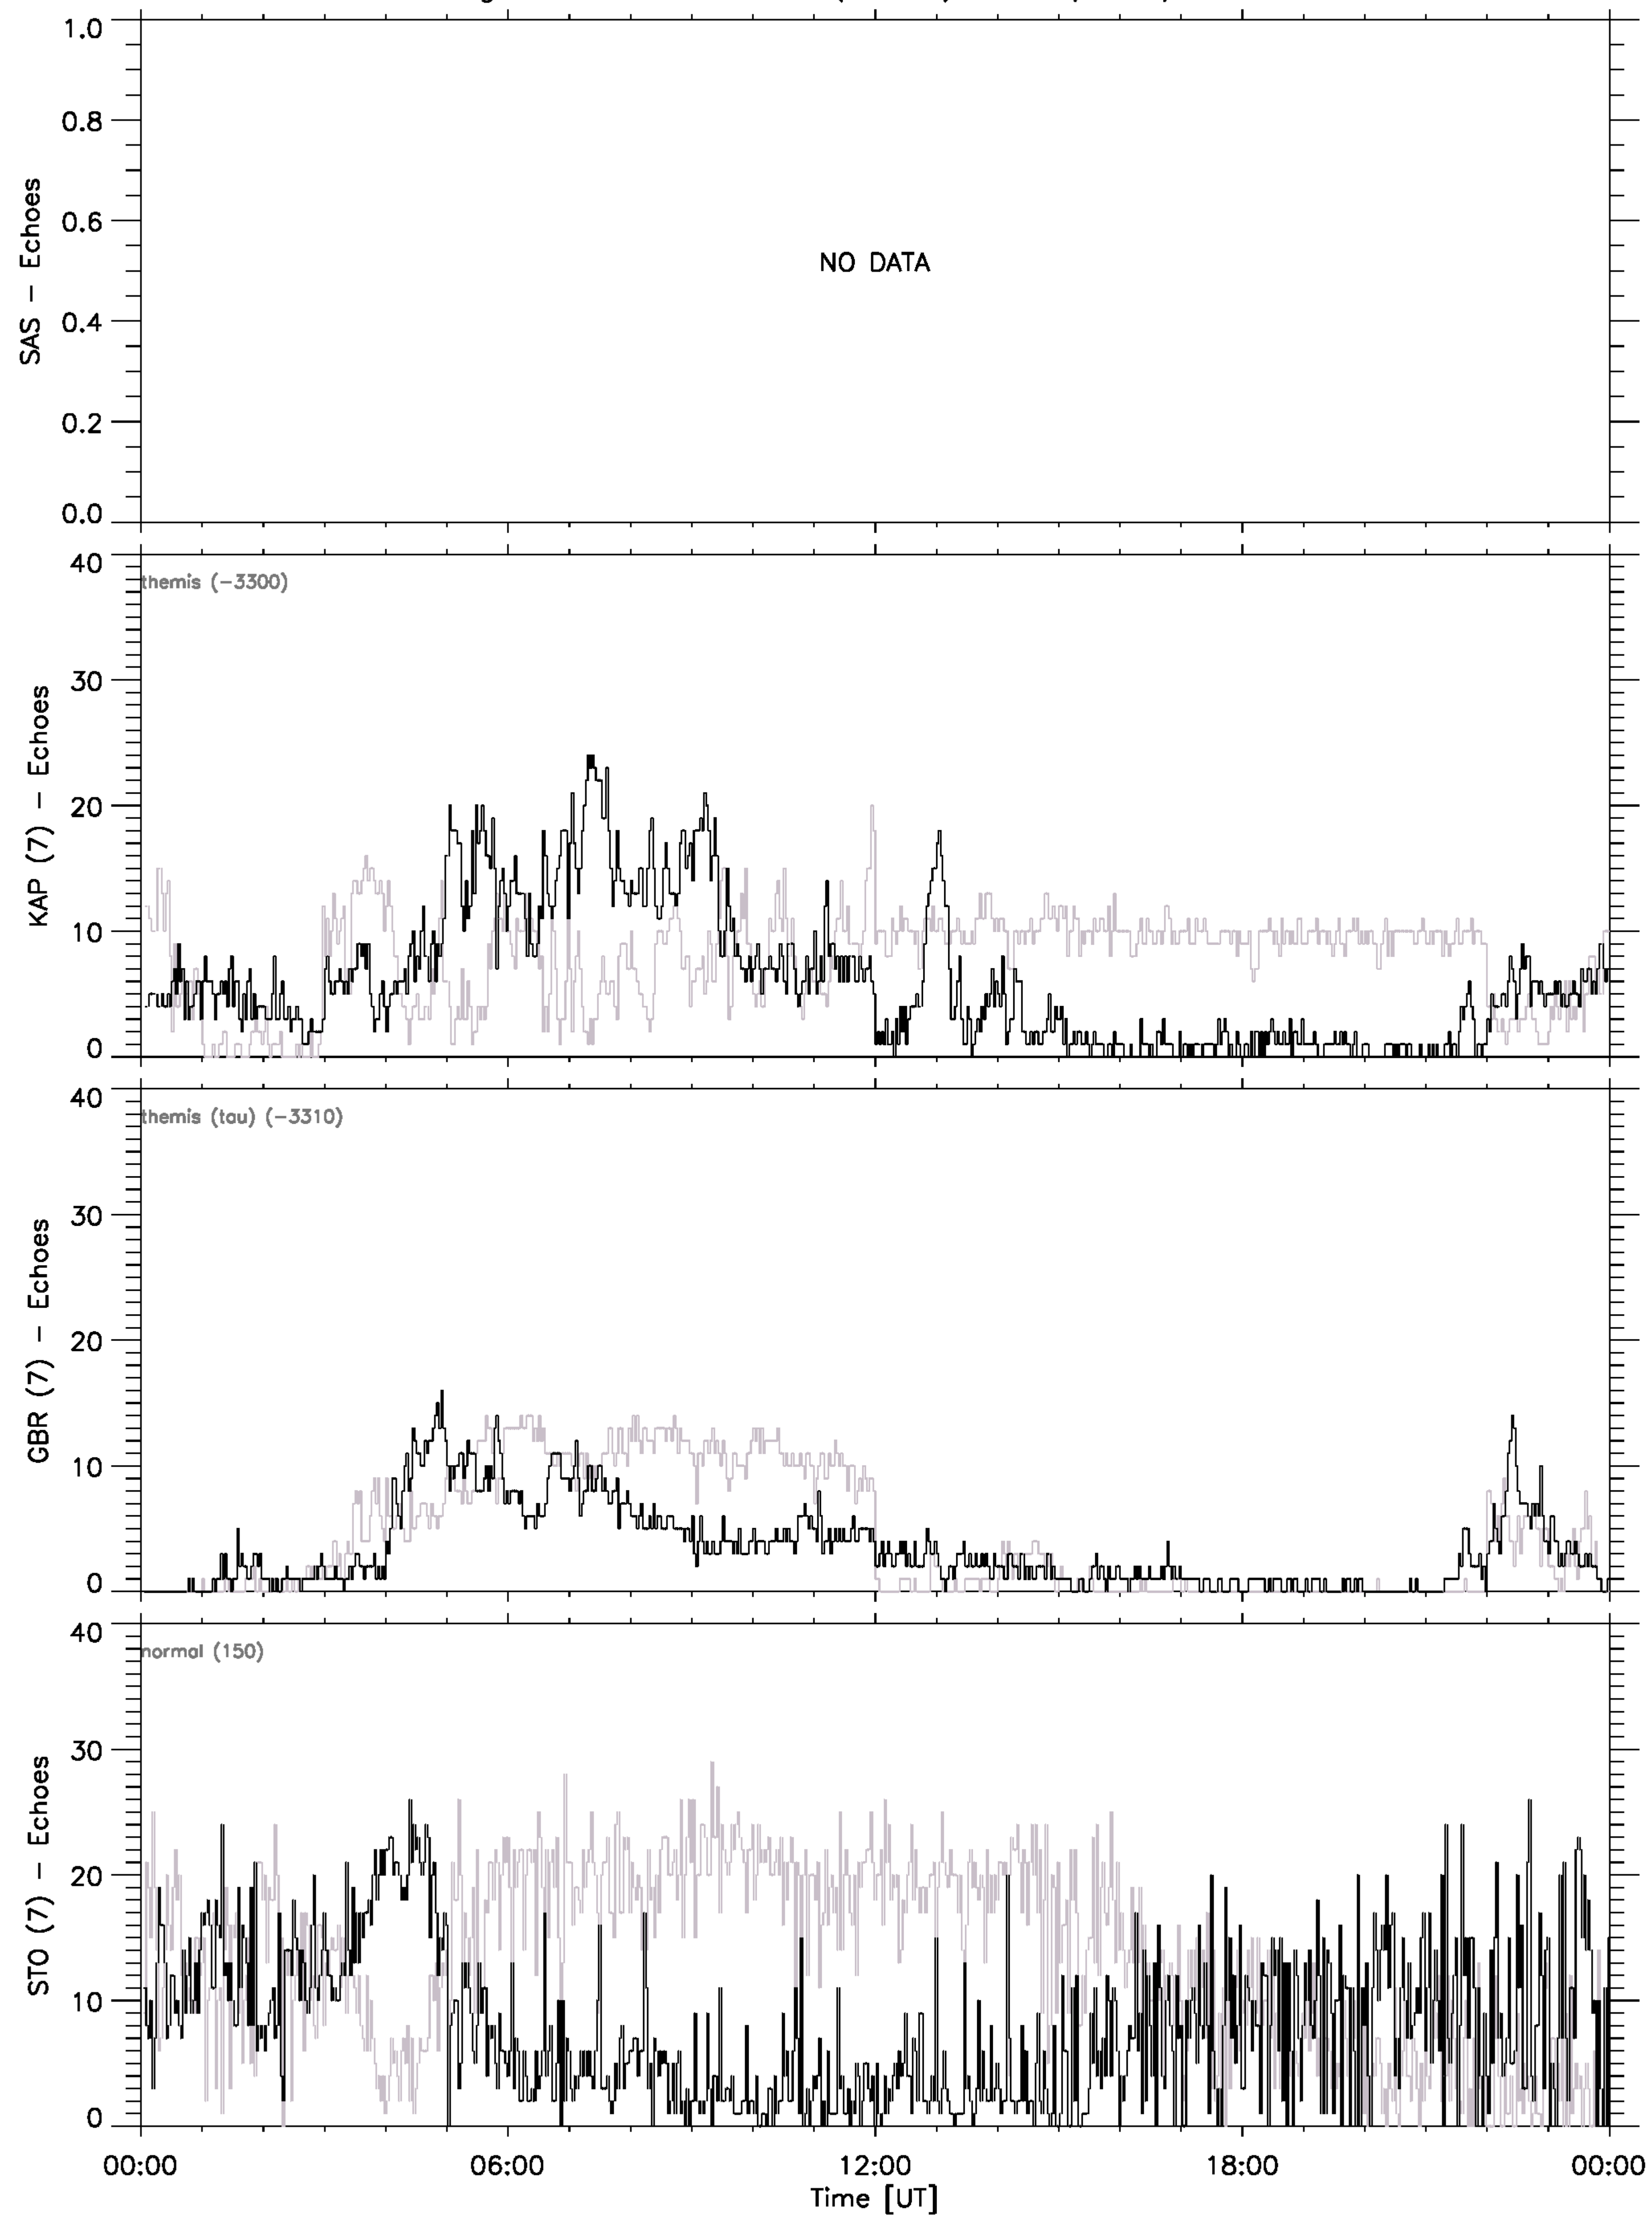 1.0
0.8
0.6
0.4
0.2
0.0
SAS – Echoes
NO DATA
40
30
20
10
0
KAP (7) – Echoes
themis (−3300)
40
30
20
10
0
GBR (7) – Echoes
themis (tau) (−3310)
40
30
20
10
0
STO (7) – Echoes
normal (150)
00:00 06:00 12:00 18:00 00:00
Time [UT]